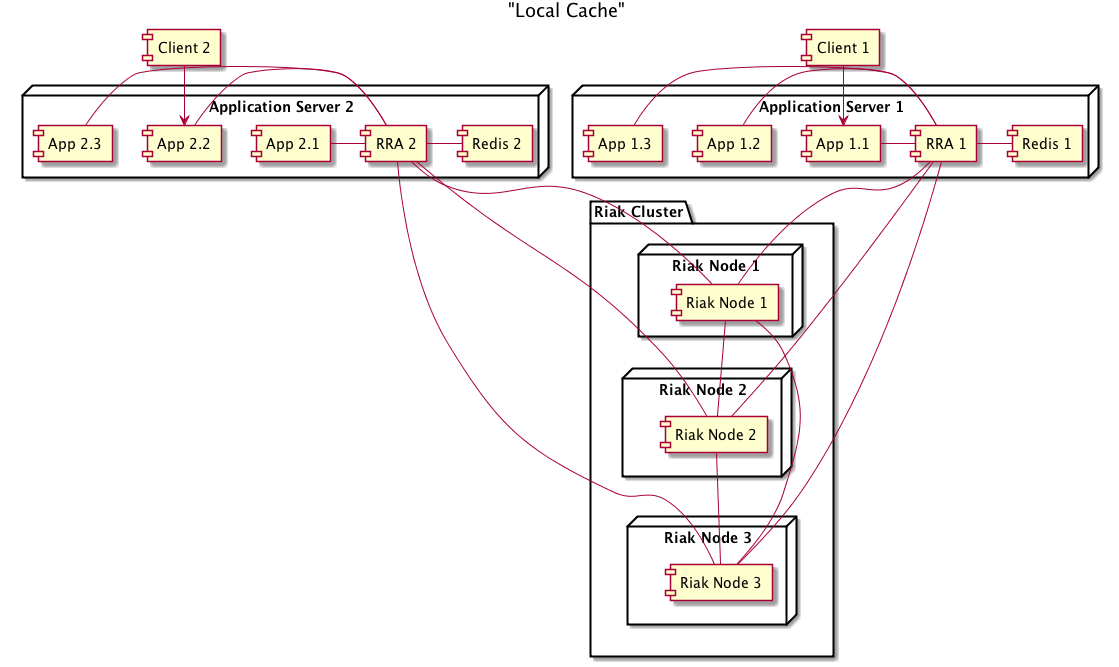 "Local Cache"
Client 2
Client 1
Application Server 2
Application Server 1
App 2.3
App 2.2
App 2.1
RRA 2
Redis 2
App 1.3
App 1.2
App 1.1
RRA 1
Redis 1
Riak Cluster
Riak Node 1
Riak Node 1
Riak Node 2
Riak Node 2
Riak Node 3
Riak Node 3